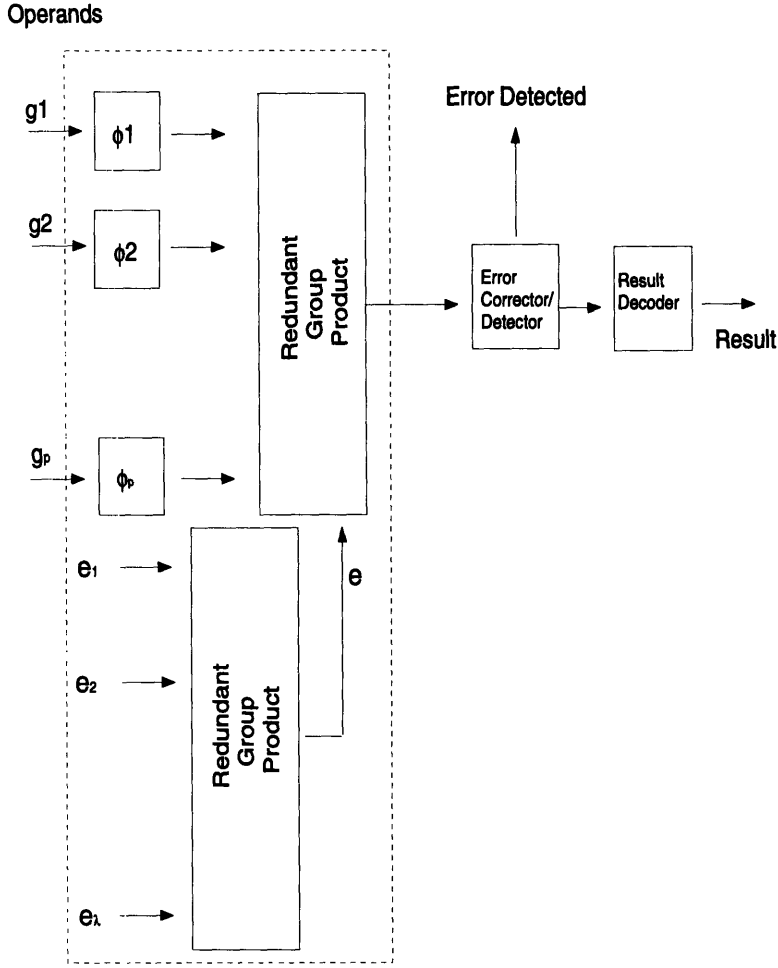 Operands
g1
ϕ1
g2
ϕ2
gₚ
ϕₚ
Redundant
Group
Product
Error Detected
Error
Corrector/
Detector
Result
Decoder
Result
e₁
e₂
e_λ
Redundant
Group
Product
e